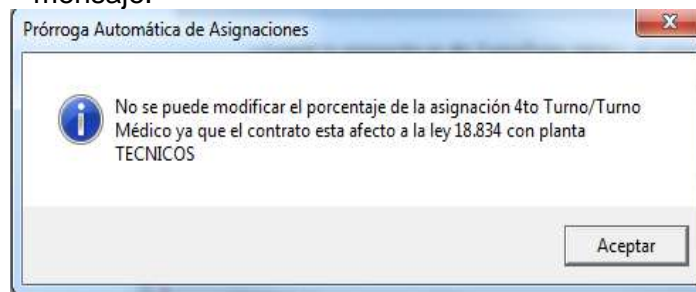 mensaje.
Prórroga Automática de Asignaciones
No se puede modificar el porcentaje de la asignación 4to Turno/Turno
Médico ya que el contrato esta afecto a la ley 18.834 con planta
TECNICOS
Aceptar